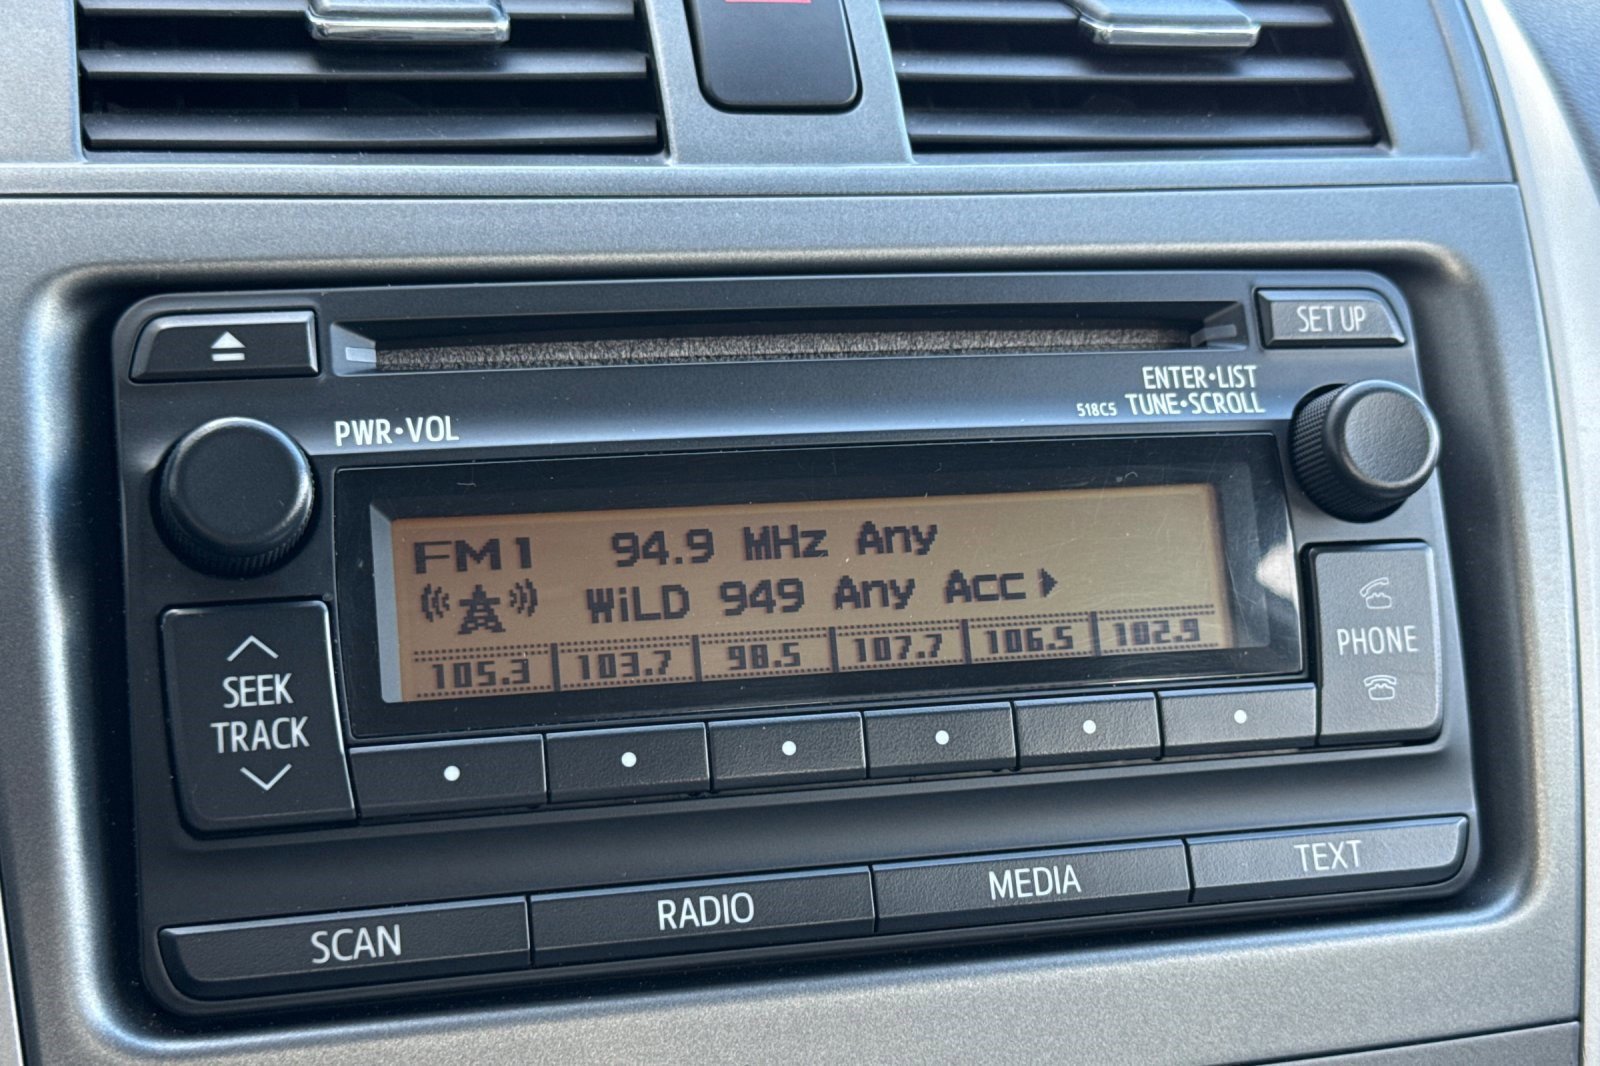 SET UP
ENTER•LIST
518C5 TUNE•SCROLL
PWR•VOL
FM1 94.9 MHz Any
WiLD 949 Any Acc
105.3 103.7 98.5 107.7 106.5 102.9
SEEK
TRACK
PHONE
SCAN
RADIO
MEDIA
TEXT